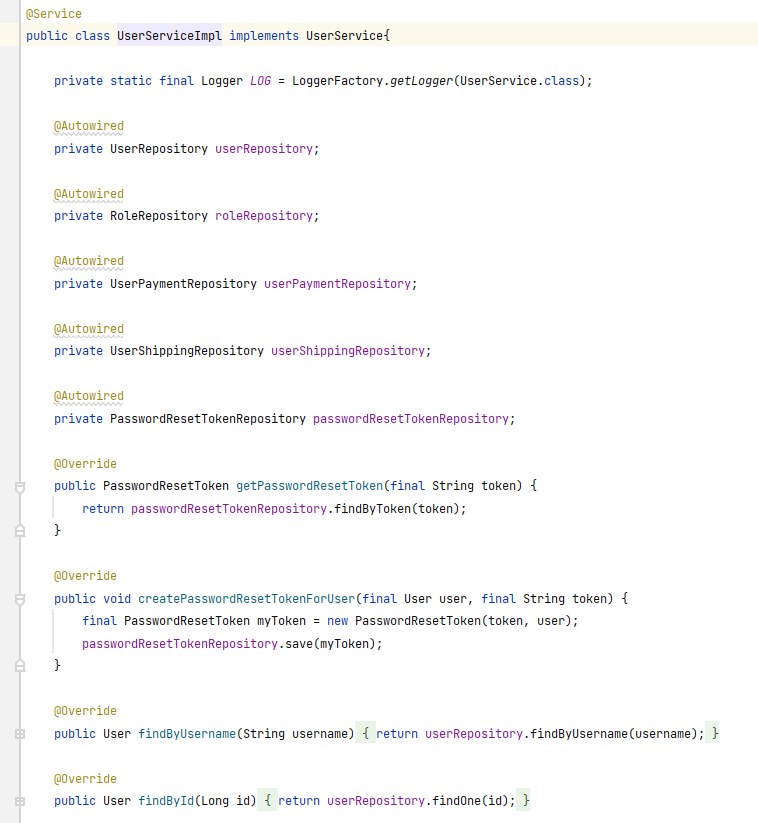 @Service
public class UserServiceImpl implements UserService{
private static final Logger LOG = LoggerFactory.getLogger(UserService.class);
@Autowired
private UserRepository userRepository;
@Autowired
private RoleRepository roleRepository;
@Autowired
private UserPaymentRepository userPaymentRepository;
@Autowired
private UserShippingRepository userShippingRepository;
@Autowired
private PasswordResetTokenRepository passwordResetTokenRepository;
@Override
public PasswordResetToken getPasswordResetToken(final String token) {
return passwordResetTokenRepository.findByToken(token);
}
@Override
public void createPasswordResetTokenForUser(final User user, final String token) {
final PasswordResetToken myToken = new PasswordResetToken(token, user);
passwordResetTokenRepository.save(myToken);
}
@Override
public User findByUsername(String username) { return userRepository.findByUsername(username); }
@Override
public User findById(Long id) { return userRepository.findOne(id); }